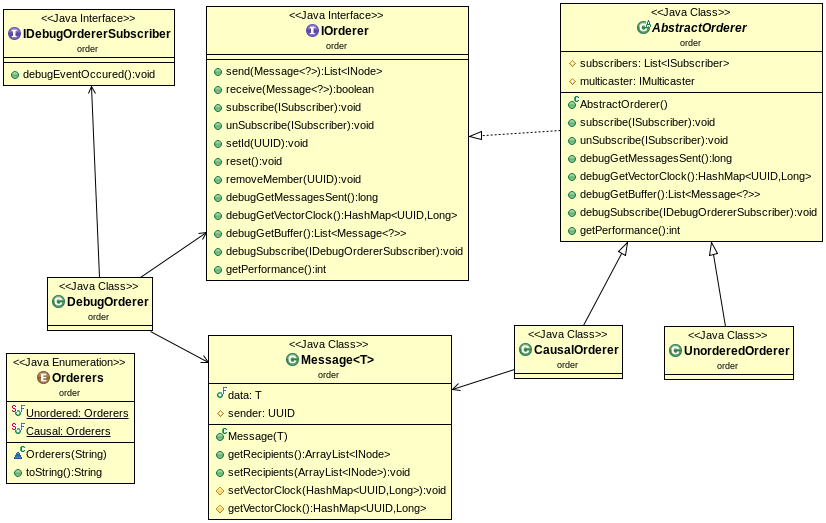 <<Java Interface>>
IDebugOrdererSubscriber
order
debugEventOccured():void
<<Java Interface>>
IOrderer
order
send(Message<?>):List<INode>
receive(Message<?>):boolean
subscribe(ISubscriber):void
unSubscribe(ISubscriber):void
setId(UUID):void
reset():void
removeMember(UUID):void
debugGetMessagesSent():long
debugGetVectorClock():HashMap<UUID,Long>
debugGetBuffer():List<Message<?>>
debugSubscribe(IDebugOrdererSubscriber):void
getPerformance():int
<<Java Class>>
AbstractOrderer
order
subscribers: List<ISubscriber>
multicaster: IMulticaster
AbstractOrderer()
subscribe(ISubscriber):void
unSubscribe(ISubscriber):void
debugGetMessagesSent():long
debugGetVectorClock():HashMap<UUID,Long>
debugGetBuffer():List<Message<?>>
debugSubscribe(IDebugOrdererSubscriber):void
getPerformance():int
<<Java Class>>
DebugOrderer
order
<<Java Enumeration>>
Orderers
order
Unordered: Orderers
Causal: Orderers
Orderers(String)
toString():String
<<Java Class>>
Message<T>
order
data: T
sender: UUID
Message(T)
getRecipients():ArrayList<INode>
setRecipients(ArrayList<INode>):void
setVectorClock(HashMap<UUID,Long>):void
getVectorClock():HashMap<UUID,Long>
<<Java Class>>
CausalOrderer
order
<<Java Class>>
UnorderedOrderer
order